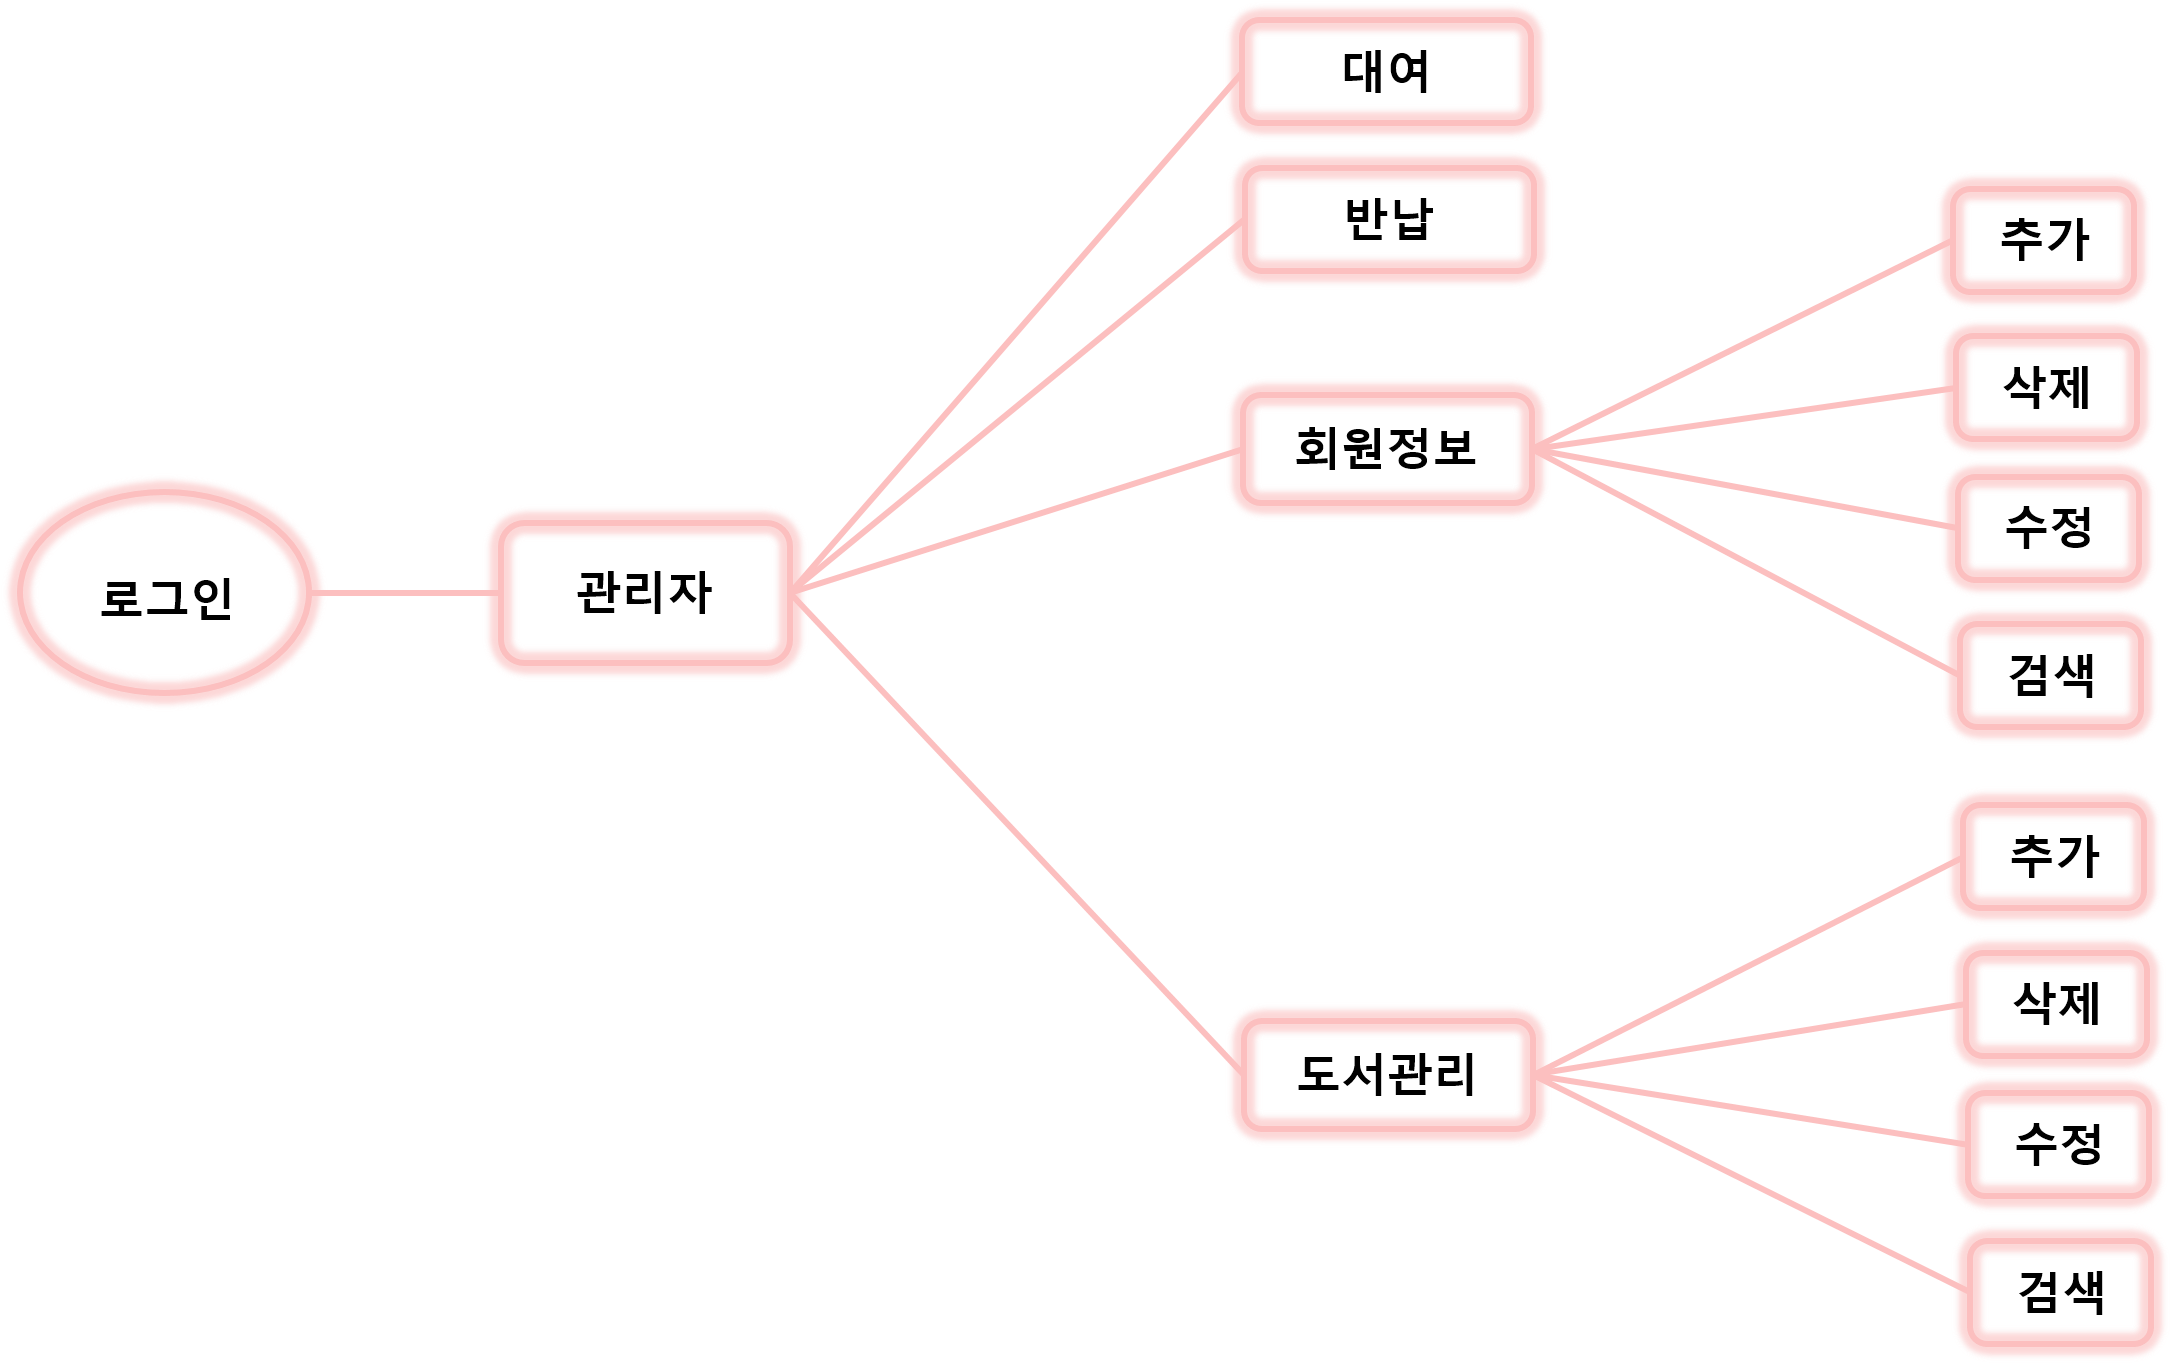 대여
반납
추가
삭제
회원정보
수정
로그인
관리자
검색
추가
삭제
도서관리
수정
검색